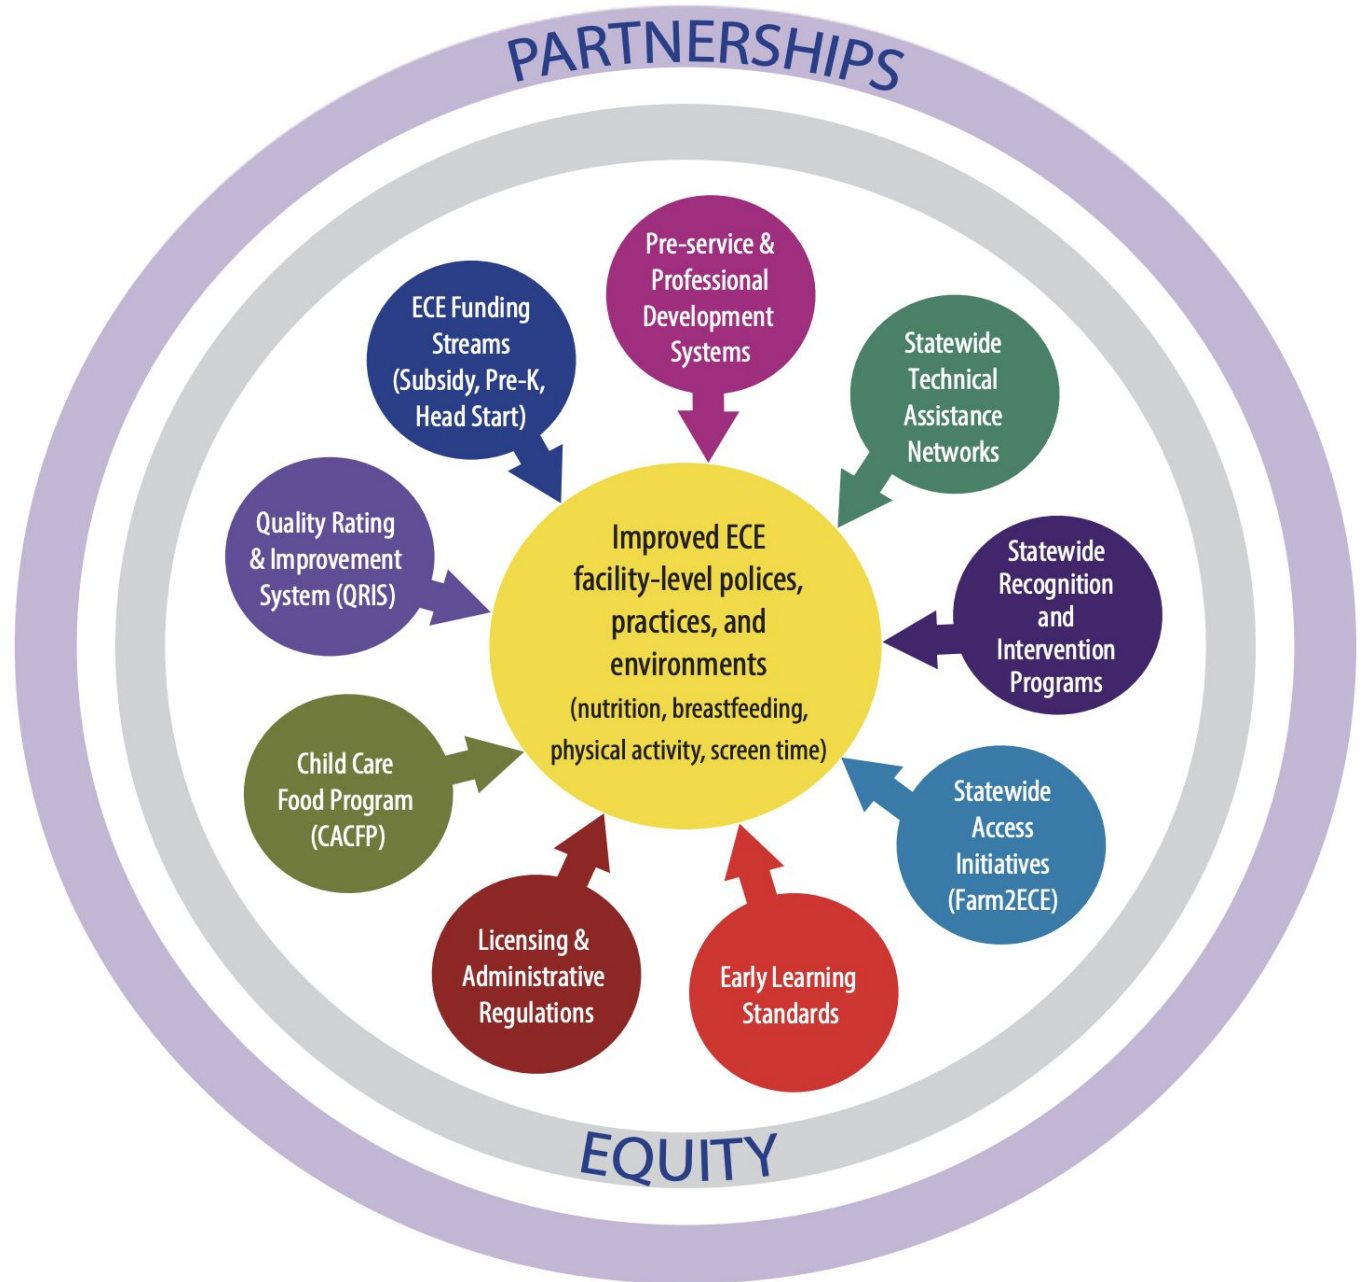 PARTNERSHIPS
Pre-service &
Professional
Development
Systems
Statewide
Technical
Assistance
Networks
Statewide
Recognition
and
Intervention
Programs
Statewide
Access
Initiatives
(Farm2ECE)
Early Learning
Standards
Licensing &
Administrative
Regulations
Child Care
Food Program
(CACFP)
Quality Rating
& Improvement
System (QRIS)
ECE Funding
Streams
(Subsidy, Pre-K,
Head Start)
Improved ECE
facility-level polices,
practices, and
environments
(nutrition, breastfeeding,
physical activity, screen time)
EQUITY